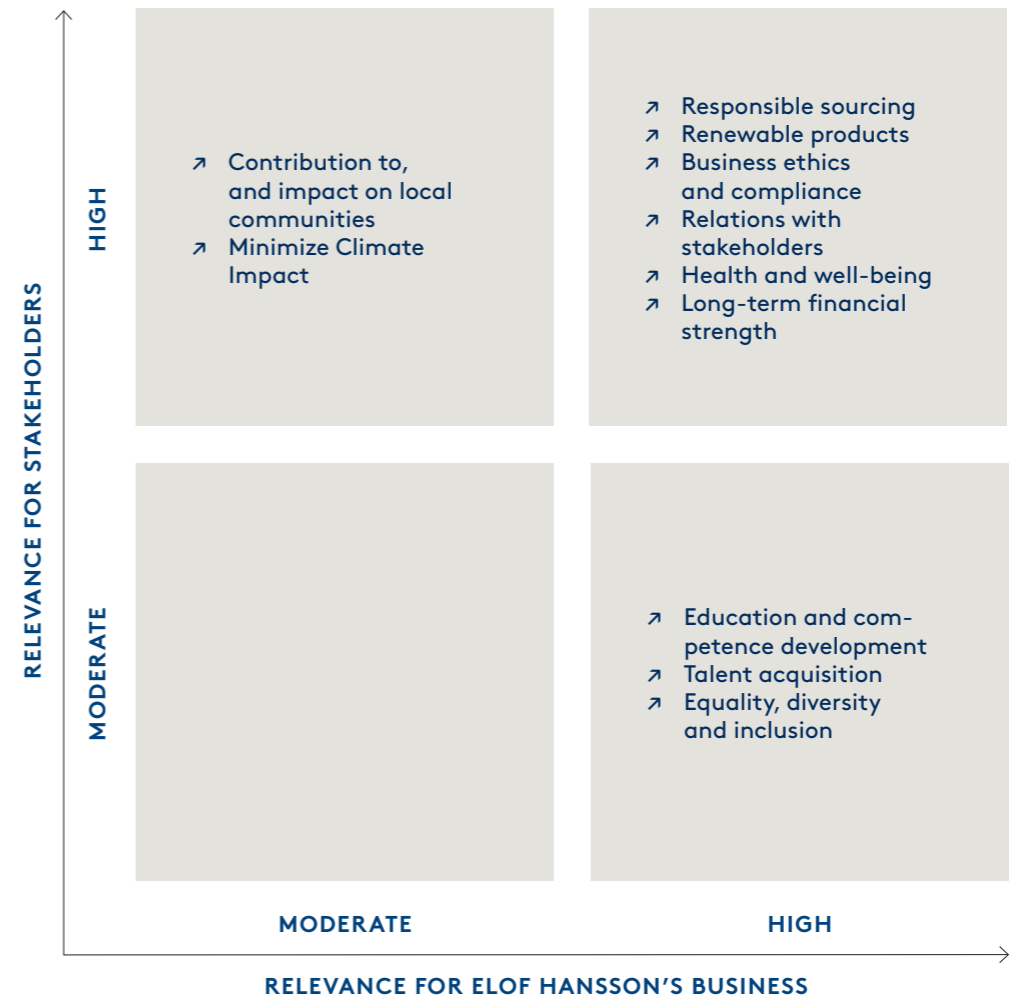 RELEVANCE FOR STAKEHOLDERS
HIGH
↗ Contribution to,
and impact on local
communities
↗ Minimize Climate
Impact
↗ Responsible sourcing
↗ Renewable products
↗ Business ethics
and compliance
↗ Relations with
stakeholders
↗ Health and well-being
↗ Long-term financial
strength
MODERATE
↗ Education and com-
petence development
↗ Talent acquisition
↗ Equality, diversity
and inclusion
MODERATE
HIGH
RELEVANCE FOR ELOF HANSSON’S BUSINESS